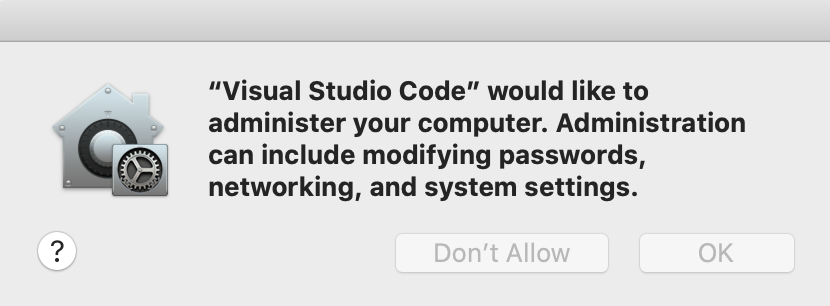 “Visual Studio Code” would like to
administer your computer. Administration
can include modifying passwords,
networking, and system settings.
?
Don’t Allow
OK